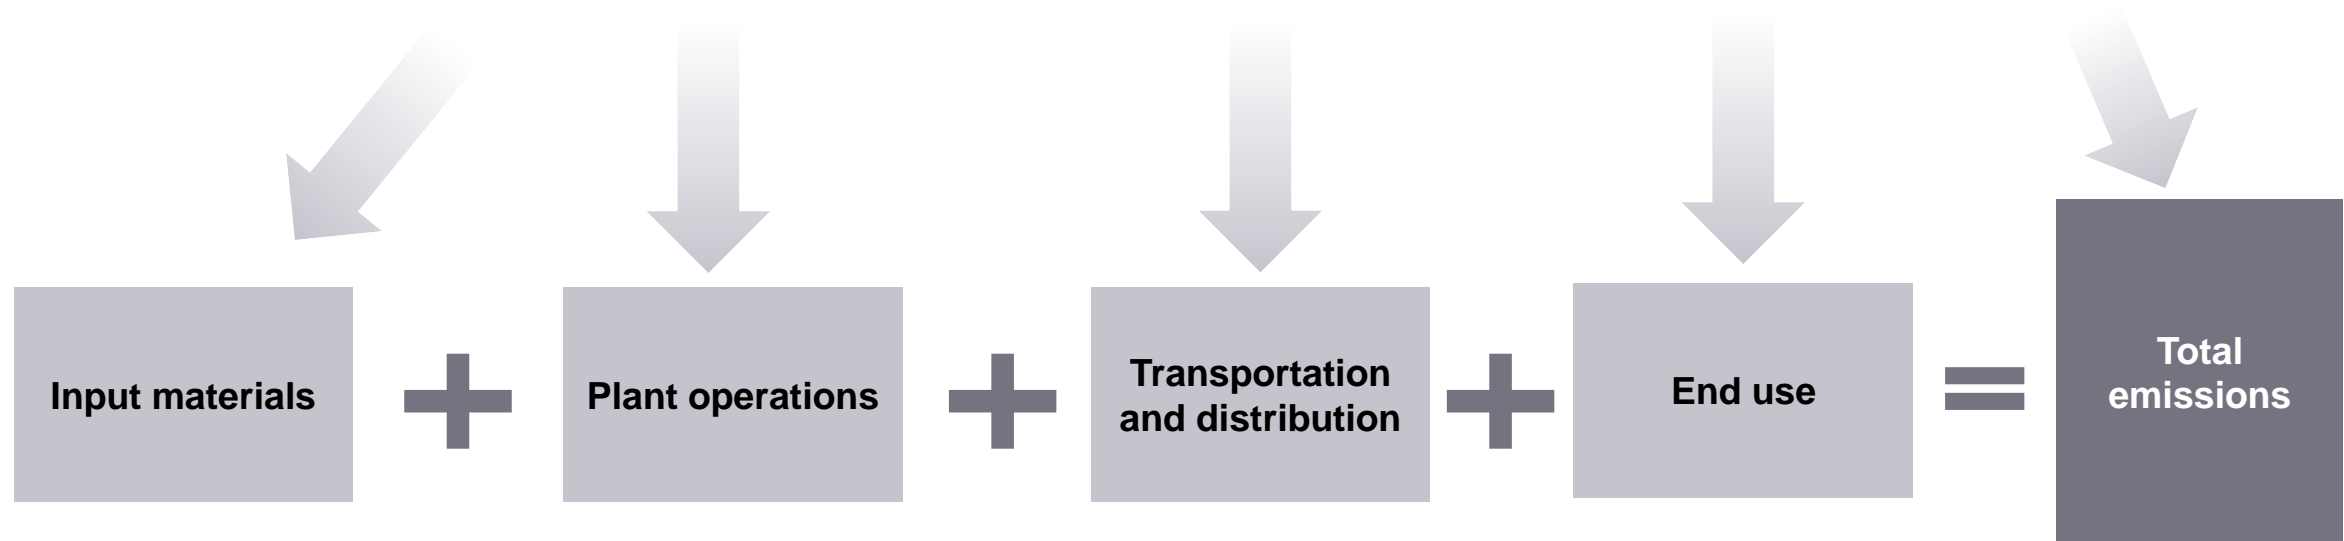 Input materials
Plant operations
Transportation
and distribution
End use
Total
emissions